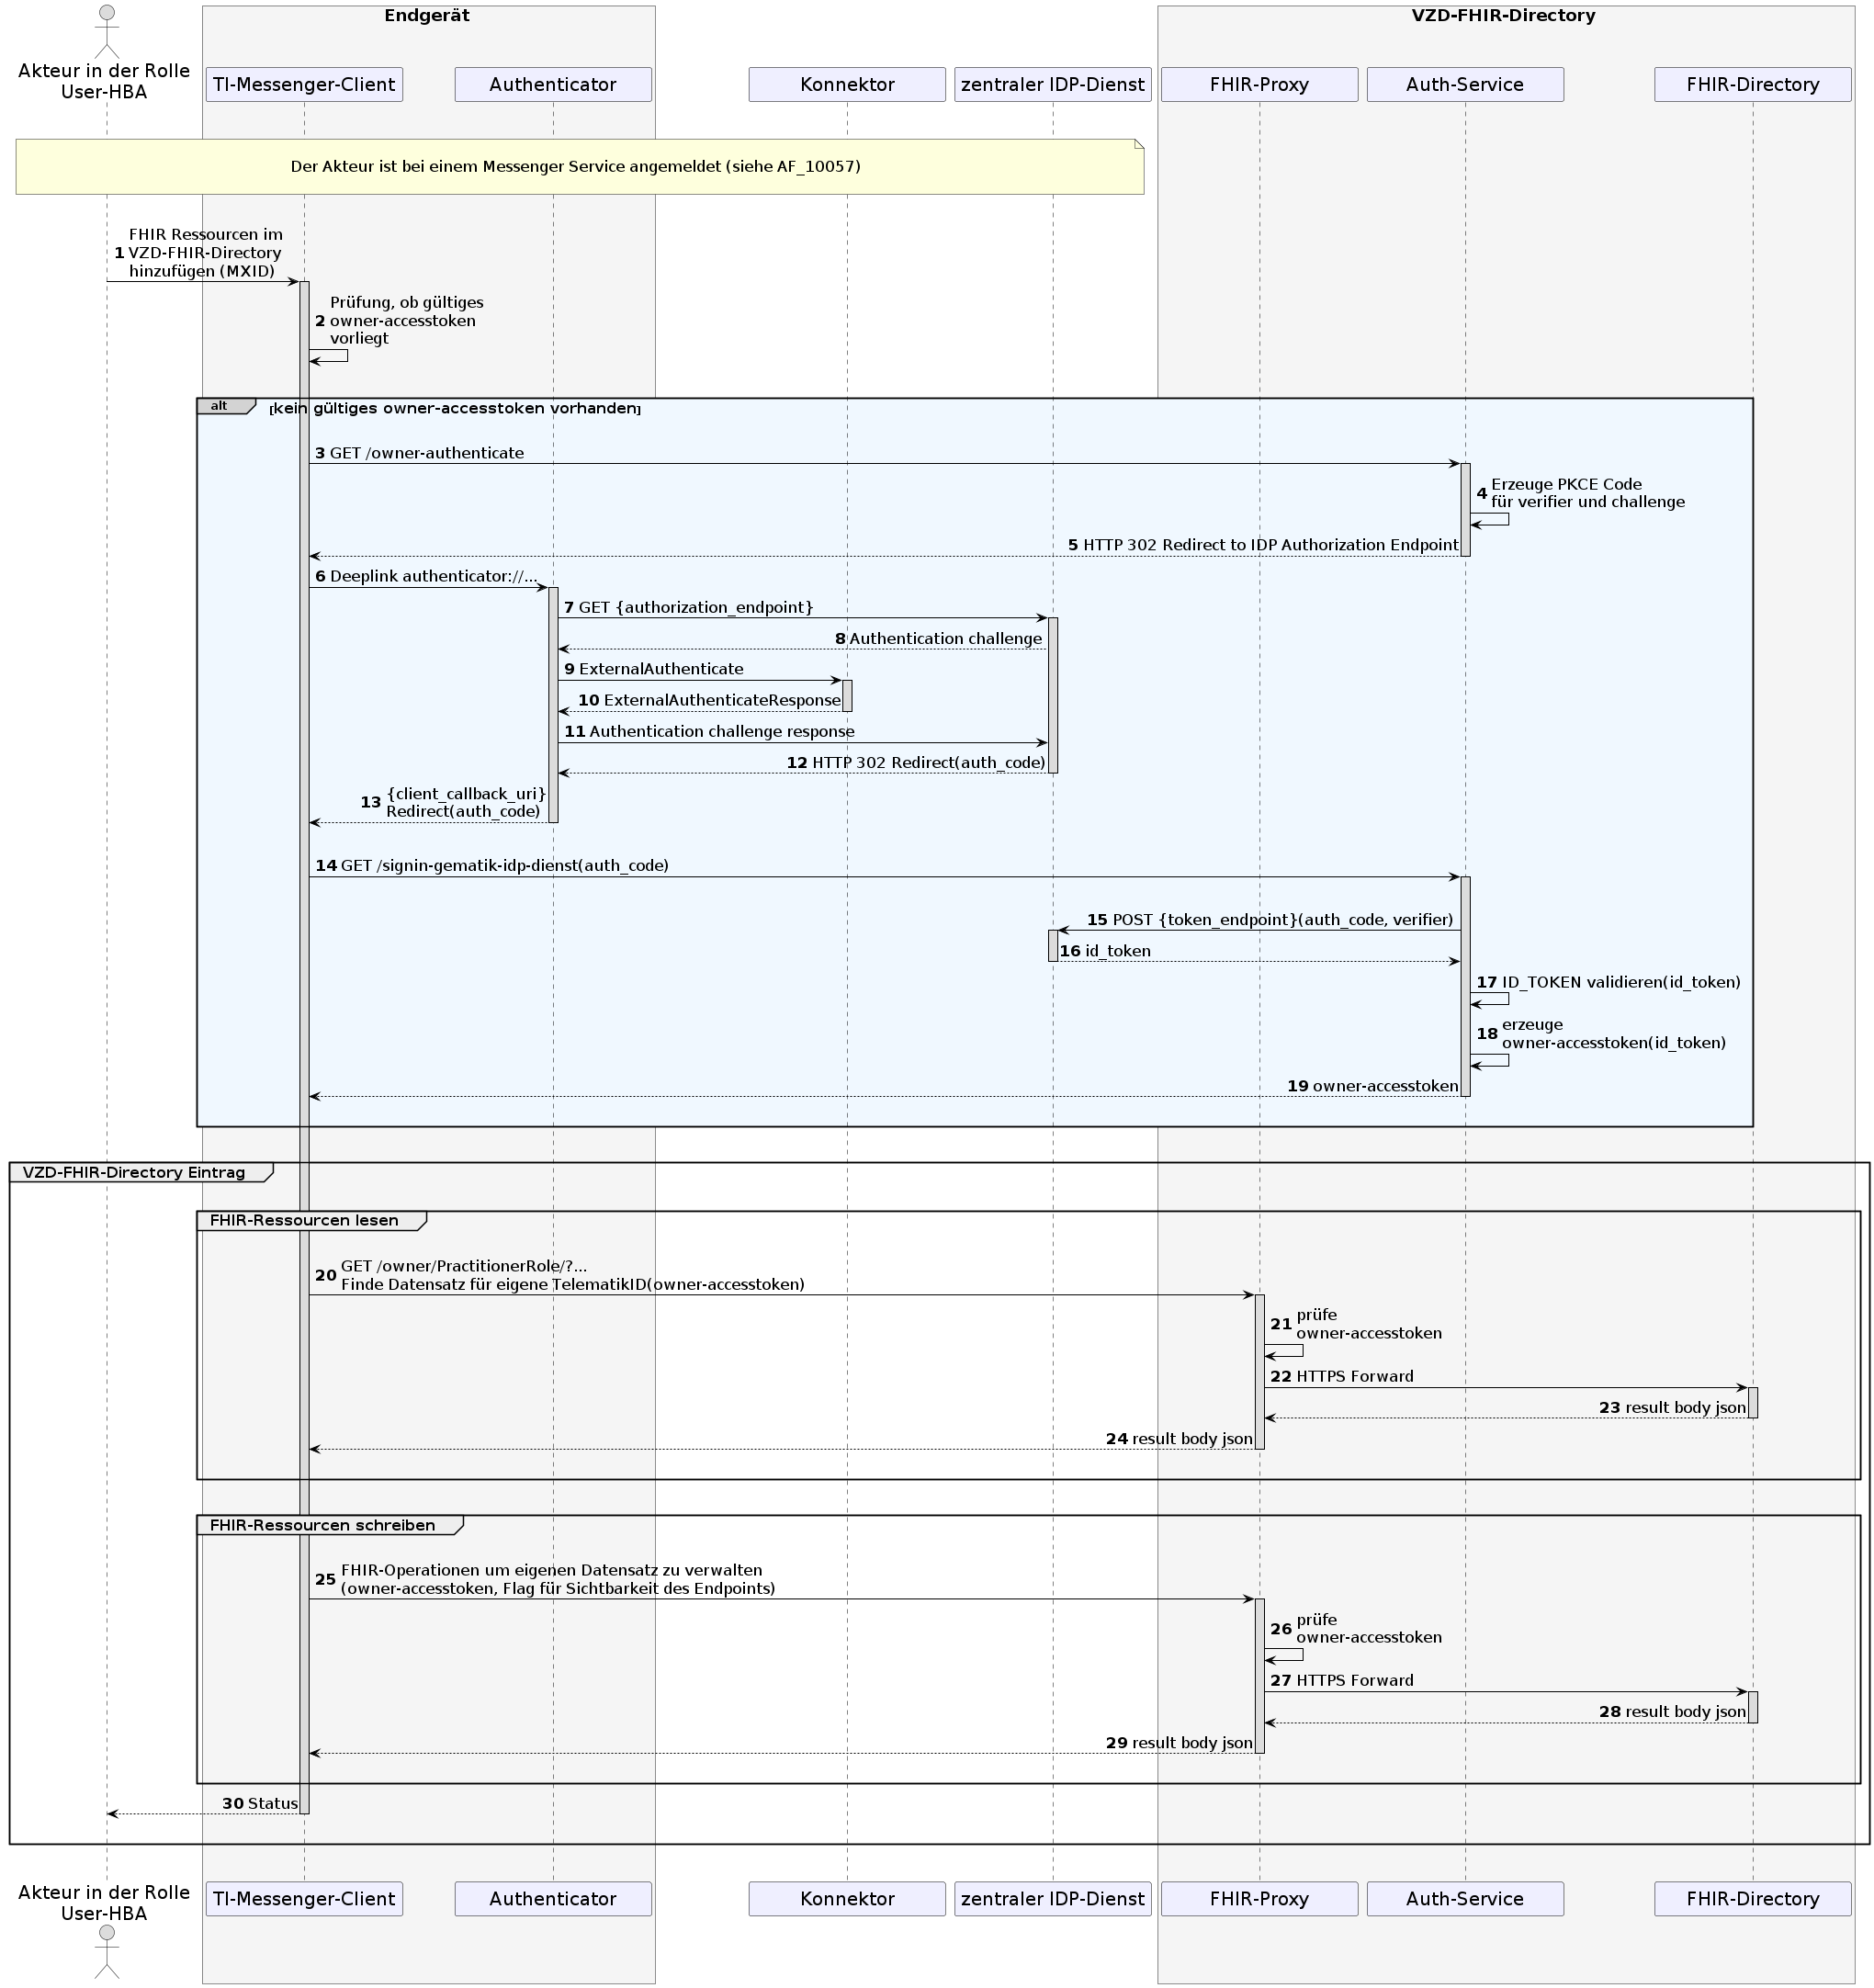 Endgerät
VZD-FHIR-Directory
Akteur in der Rolle
User-HBA
TI-Messenger-Client
Authenticator
Konnektor
zentraler IDP-Dienst
FHIR-Proxy
Auth-Service
FHIR-Directory
Der Akteur ist bei einem Messenger Service angemeldet (siehe AF_10057)
FHIR Ressourcen im
1 VZD-FHIR-Directory
hinzufügen (MXID)
Prüfung, ob gültiges
2 owner-accesstoken
vorliegt
alt [kein gültiges owner-accesstoken vorhanden]
3 GET /owner-authenticate
4 Erzeuge PKCE Code
für verifier und challenge
5 HTTP 302 Redirect to IDP Authorization Endpoint
6 Deeplink authenticator://...
7 GET {authorization_endpoint}
8 Authentication challenge
9 ExternalAuthenticate
10 ExternalAuthenticateResponse
11 Authentication challenge response
12 HTTP 302 Redirect(auth_code)
13 {client_callback_uri}
Redirect(auth_code)
14 GET /signin-gematik-idp-dienst(auth_code)
15 POST {token_endpoint}(auth_code, verifier)
16 id_token
17 ID_TOKEN validieren(id_token)
18 erzeuge
owner-accesstoken(id_token)
19 owner-accesstoken
VZD-FHIR-Directory Eintrag
FHIR-Ressourcen lesen
20 GET /owner/PractitionerRole/?...
Finde Datensatz für eigene TelematikID(owner-accesstoken)
21 prüfe
owner-accesstoken
22 HTTPS Forward
23 result body json
24 result body json
FHIR-Ressourcen schreiben
25 FHIR-Operationen um eigenen Datensatz zu verwalten
(owner-accesstoken, Flag für Sichtbarkeit des Endpoints)
26 prüfe
owner-accesstoken
27 HTTPS Forward
28 result body json
29 result body json
30 Status
Akteur in der Rolle
User-HBA
TI-Messenger-Client
Authenticator
Konnektor
zentraler IDP-Dienst
FHIR-Proxy
Auth-Service
FHIR-Directory